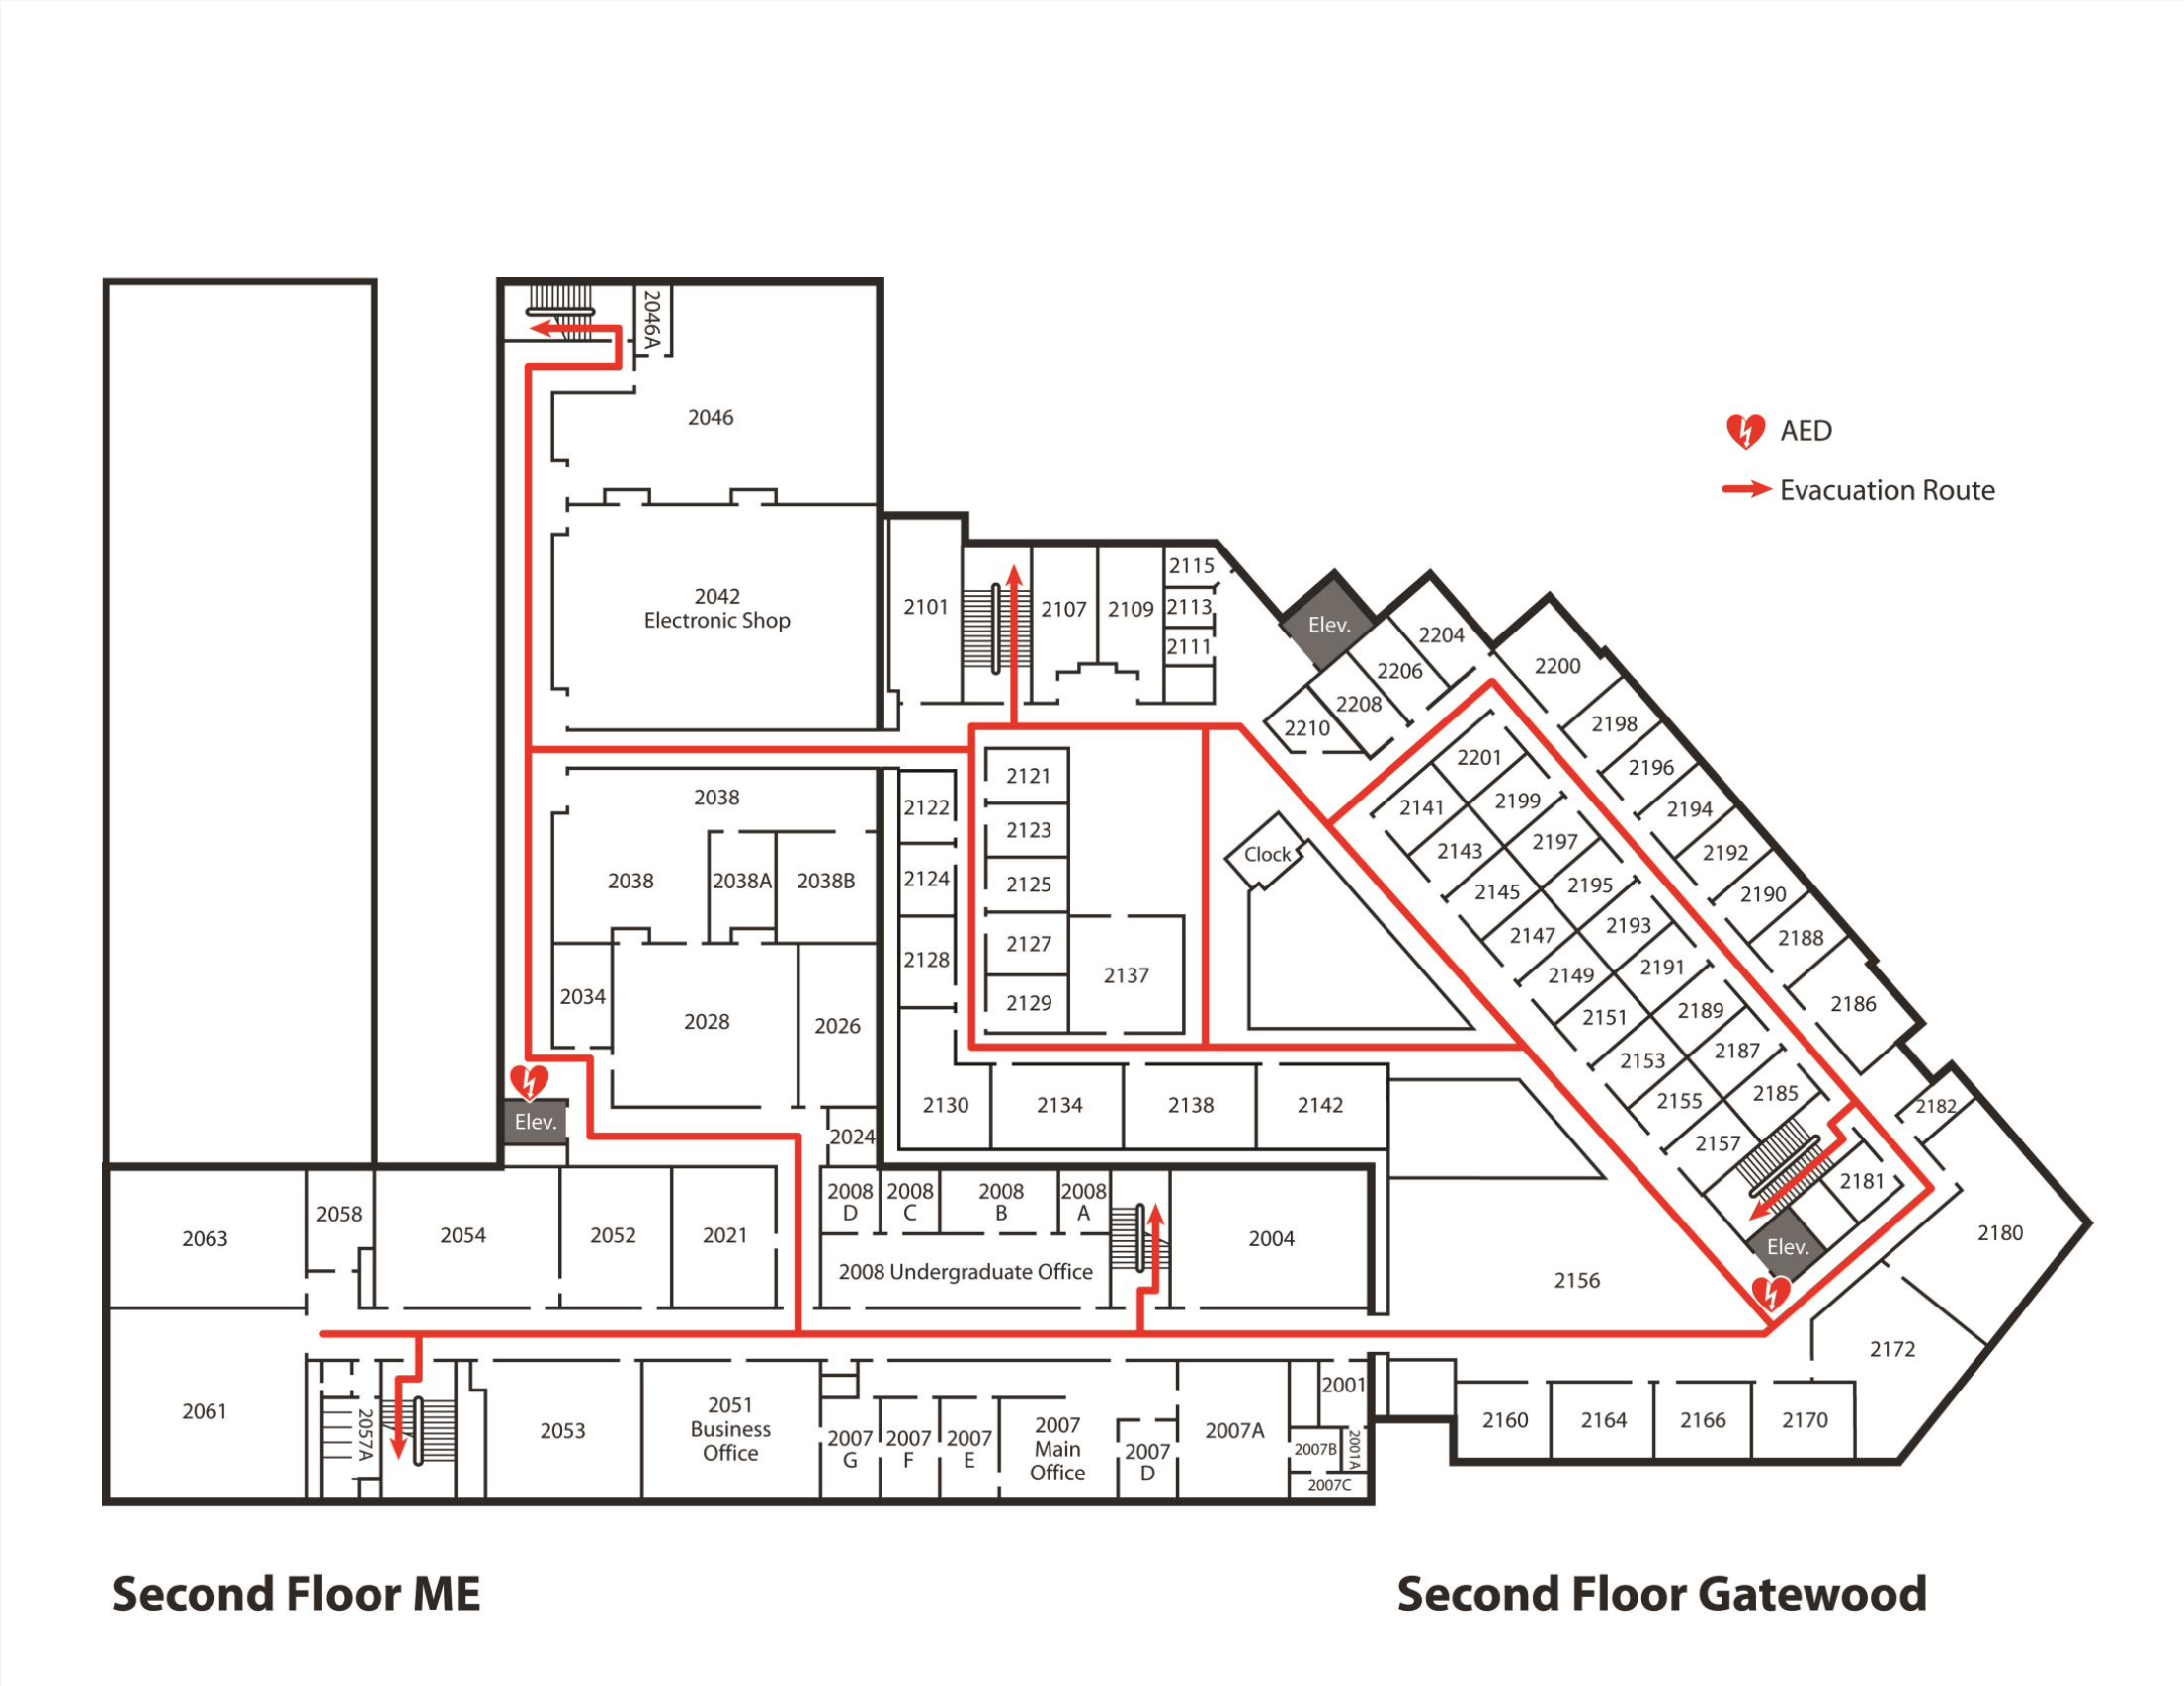 2046A
2046
AED
Evacuation Route
2042
Electronic Shop
2101
2107
2109
2115
2113
2111
Elev.
2204
2206
2208
2210
2200
2198
2196
2194
2192
2190
2188
2186
2182
2180
2201
2141
2199
2143
2197
2145
2195
2147
2193
2149
2191
2151
2189
2153
2187
2155
2185
2157
2181
Elev.
Clock
2121
2123
2125
2127
2129
2137
2122
2124
2128
2130
2134
2138
2142
2038
2038
2038A
2038B
2034
2028
2026
2024
Elev.
2063
2058
2054
2052
2021
2008
D
2008
C
2008
B
2008
A
2008 Undergraduate Office
2004
2156
2172
2061
2057A
2053
2051
Business
Office
2007
G
2007
F
2007
E
2007
Main
Office
2007
D
2007A
2001
2007B
2001A
2007C
2160
2164
2166
2170
Second Floor ME
Second Floor Gatewood